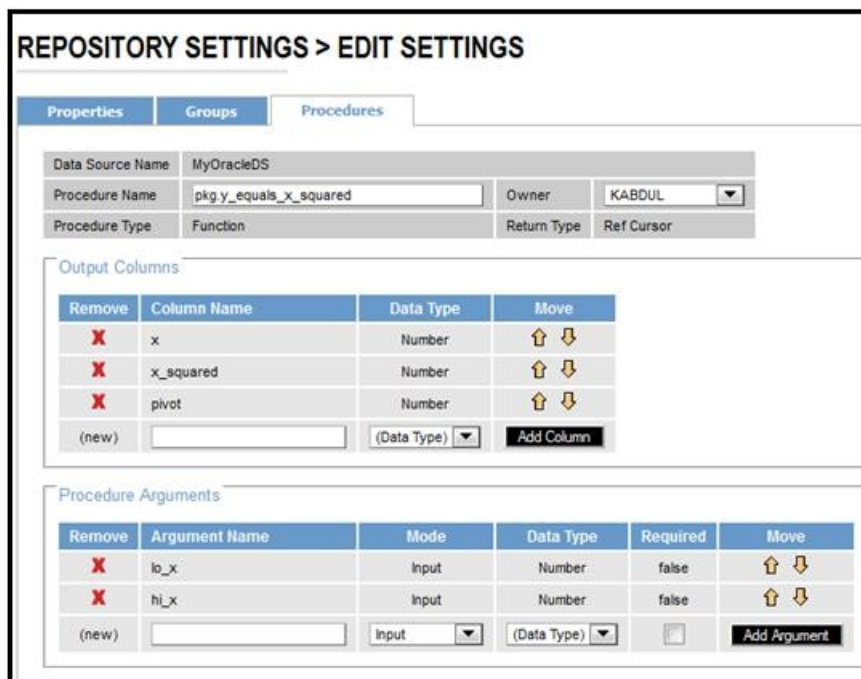 REPOSITORY SETTINGS > EDIT SETTINGS
Properties Groups Procedures
Data Source Name MyOracleDS
Procedure Name pkg.y_equals_x_squared Owner KABDUL
Procedure Type Function Return Type Ref Cursor
Output Columns
Remove Column Name Data Type Move
X x Number
X x_squared Number
X pivot Number
(new) (Data Type) Add Column
Procedure Arguments
Remove Argument Name Mode Data Type Required Move
X lo_x Input Number false
X hi_x Input Number false
(new) Input (Data Type) Add Argument